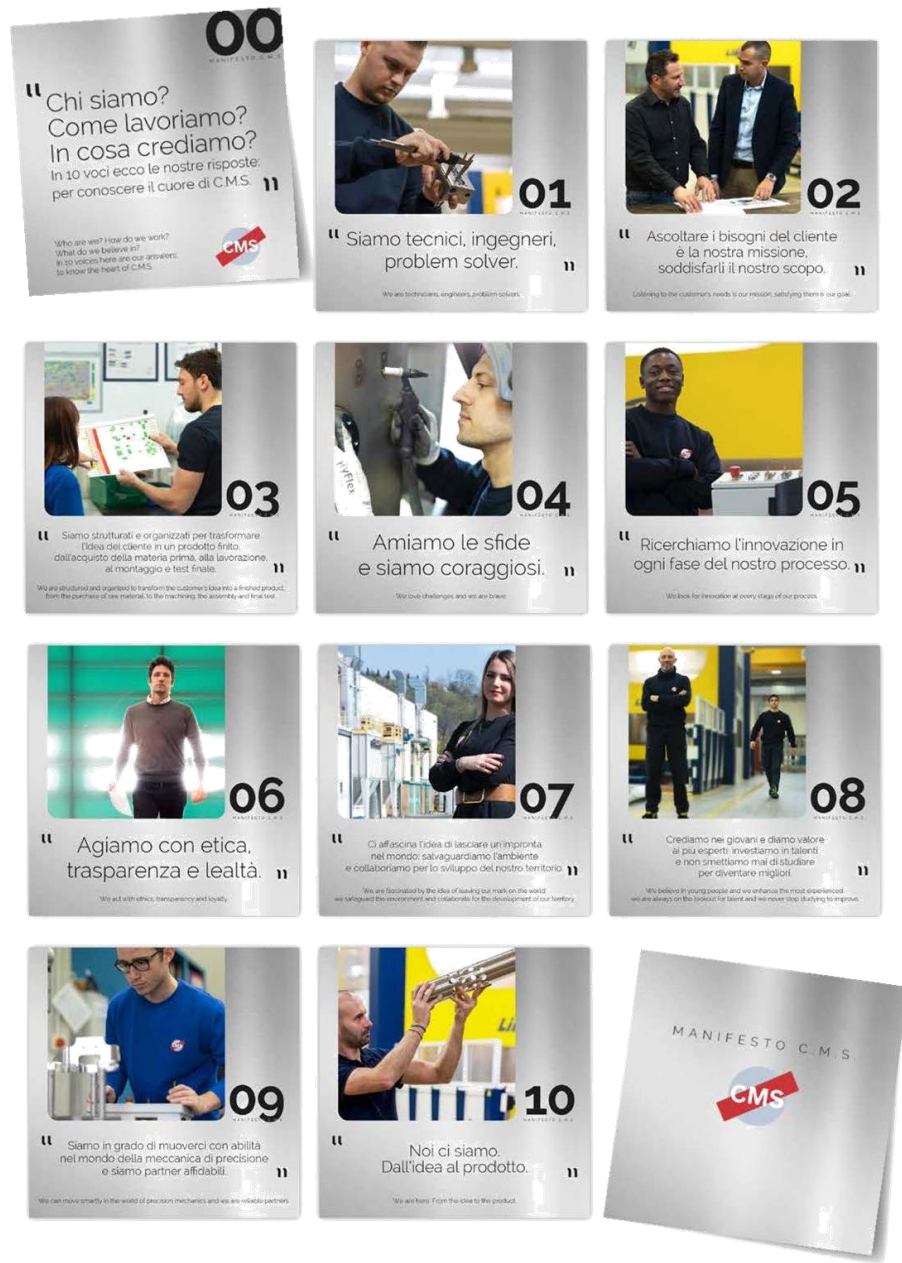 00
MANIFESTO C.M.S.
"Chi siamo?
Come lavoriamo?
In cosa crediamo?
In 10 voci ecco le nostre risposte:
per conoscere il cuore di C.M.S."
Who are we? How do we work?
What do we believe in?
In 10 voices here are our answers:
to know the heart of C.M.S.
CMS
01
MANIFESTO C.M.S.
"Siamo tecnici, ingegneri,
problem solver."
We are technicians, engineers, problem solvers.
02
MANIFESTO C.M.S.
"Ascoltare i bisogni del cliente
è la nostra missione,
soddisfarli il nostro scopo."
Listening to the customer's needs is our mission, satisfying them is our goal.
03
MANIFESTO C.M.S.
"Siamo strutturati e organizzati per trasformare
l'idea del cliente in un prodotto finito,
dall'acquisto della materia prima, alla lavorazione,
al montaggio e test finale."
We are structured and organized to transform the customer's idea into a finished product,
from the purchase of raw material, to the machining, the assembly and final test.
04
MANIFESTO C.M.S.
"Amiamo le sfide
e siamo coraggiosi."
We love challenges and we are brave.
05
MANIFESTO C.M.S.
"Ricerchiamo l'innovazione in
ogni fase del nostro processo."
We look for innovation at every stage of our process.
06
MANIFESTO C.M.S.
"Agiamo con etica,
trasparenza e lealtà."
We act with ethics, transparency and loyalty.
07
MANIFESTO C.M.S.
"Ci affascina l'idea di lasciare un'impronta
nel mondo: salvaguardiamo l'ambiente
e collaboriamo per lo sviluppo del nostro territorio."
We are fascinated by the idea of leaving our mark on the world:
we safeguard the environment and collaborate for the development of our territory.
08
MANIFESTO C.M.S.
"Crediamo nei giovani e diamo valore
ai più esperti: investiamo in talenti
e non smettiamo mai di studiare
per diventare migliori."
We believe in young people and we enhance the most experienced:
we are always on the lookout for talent and we never stop studying to improve.
09
MANIFESTO C.M.S.
"Siamo in grado di muoverci con abilità
nel mondo della meccanica di precisione
e siamo partner affidabili."
We can move smartly in the world of precision mechanics and we are reliable partners.
10
MANIFESTO C.M.S.
"Noi ci siamo.
Dall'idea al prodotto."
We are here. From the idea to the product.
MANIFESTO C.M.S.
CMS